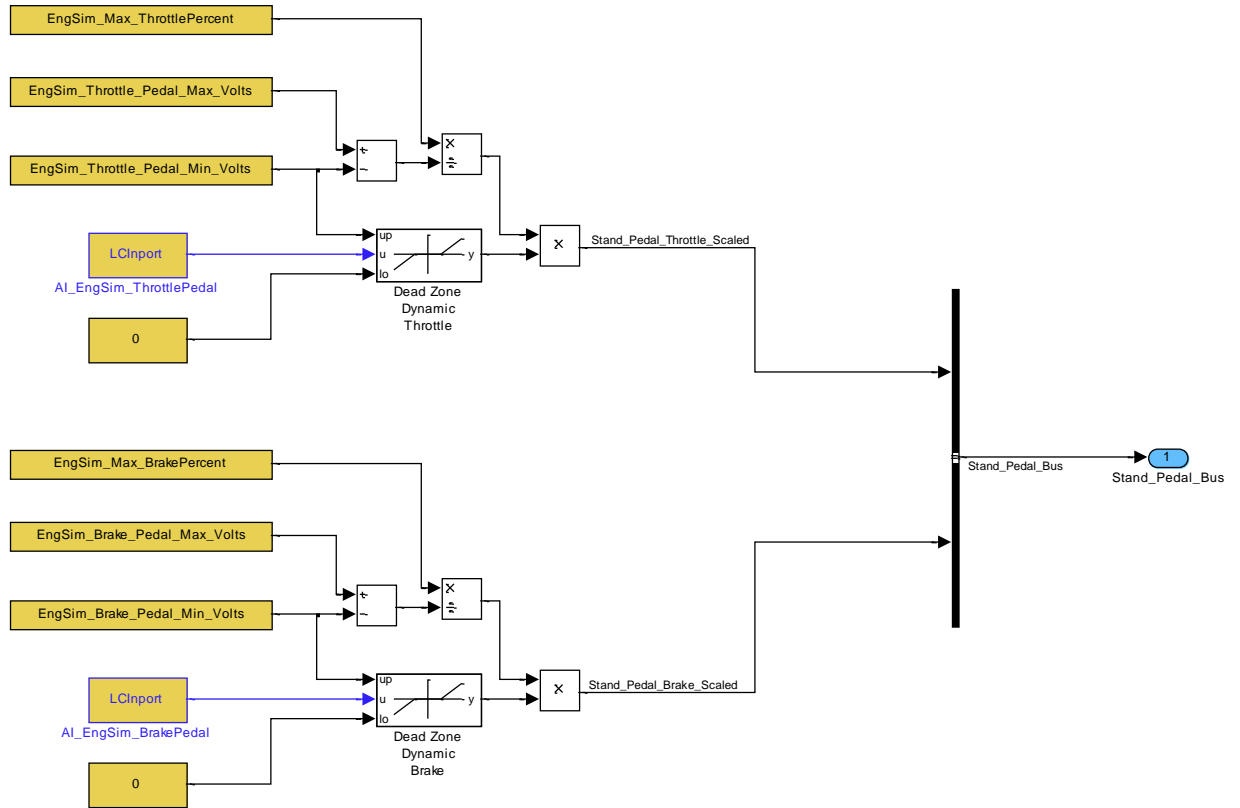 EngSim_Max_ThrottlePercent
EngSim_Throttle_Pedal_Max_Volts
EngSim_Throttle_Pedal_Min_Volts
+
−
×
÷
LCInport
AI_EngSim_ThrottlePedal
0
up
u
lo
y
Dead Zone
Dynamic
Throttle
×
Stand_Pedal_Throttle_Scaled
EngSim_Max_BrakePercent
EngSim_Brake_Pedal_Max_Volts
EngSim_Brake_Pedal_Min_Volts
+
−
×
÷
LCInport
AI_EngSim_BrakePedal
0
up
u
lo
y
Dead Zone
Dynamic
Brake
×
Stand_Pedal_Brake_Scaled
Stand_Pedal_Bus
1
Stand_Pedal_Bus